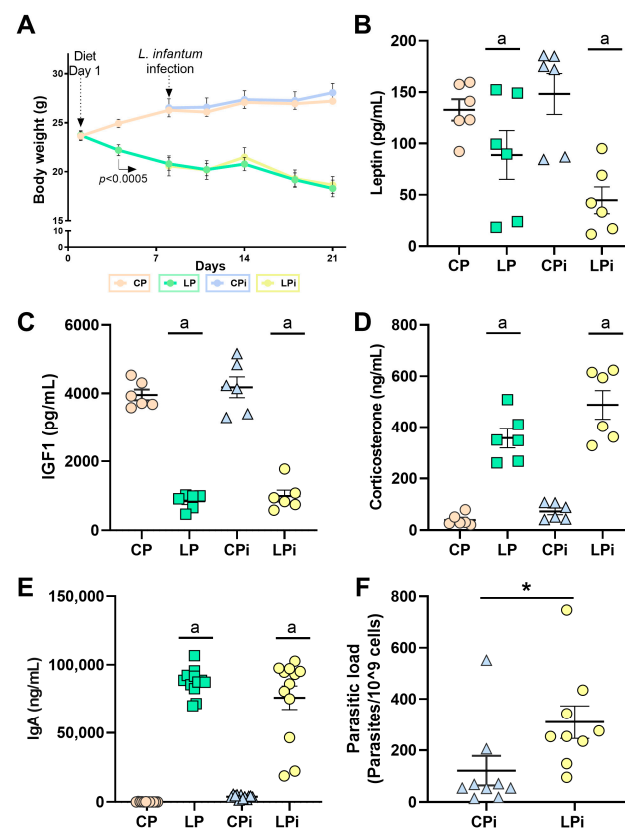 A
Diet
Day 1
L. infantum
infection
Body weight (g)
30
25
20
15
10
0
p<0.0005
0
7
14
21
Days
CP
LP
CPi
LPi
B
Leptin (pg/mL)
200
150
100
50
0
a
a
CP
LP
CPi
LPi
C
IGF1 (pg/mL)
6000
4000
2000
0
a
a
CP
LP
CPi
LPi
D
Corticosterone (ng/mL)
800
600
400
200
0
a
a
CP
LP
CPi
LPi
E
IgA (ng/mL)
150,000
100,000
50,000
0
a
a
CP
LP
CPi
LPi
F
Parasitic load
(Parasites/10^9 cells)
800
600
400
200
0
*
CPi
LPi